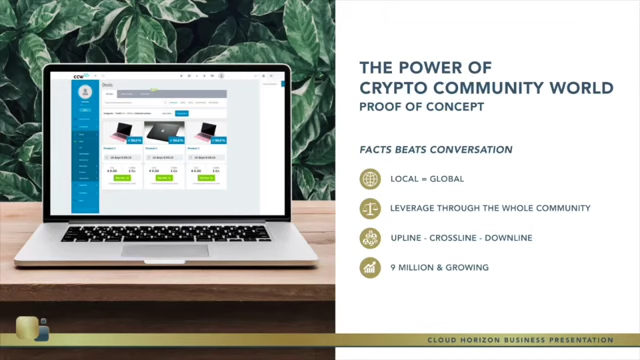 CCW
THE POWER OF
CRYPTO COMMUNITY WORLD
PROOF OF CONCEPT
FACTS BEATS CONVERSATION
LOCAL = GLOBAL
LEVERAGE THROUGH THE WHOLE COMMUNITY
UPLINE - CROSSLINE - DOWNLINE
9 MILLION & GROWING
CLOUD HORIZON BUSINESS PRESENTATION